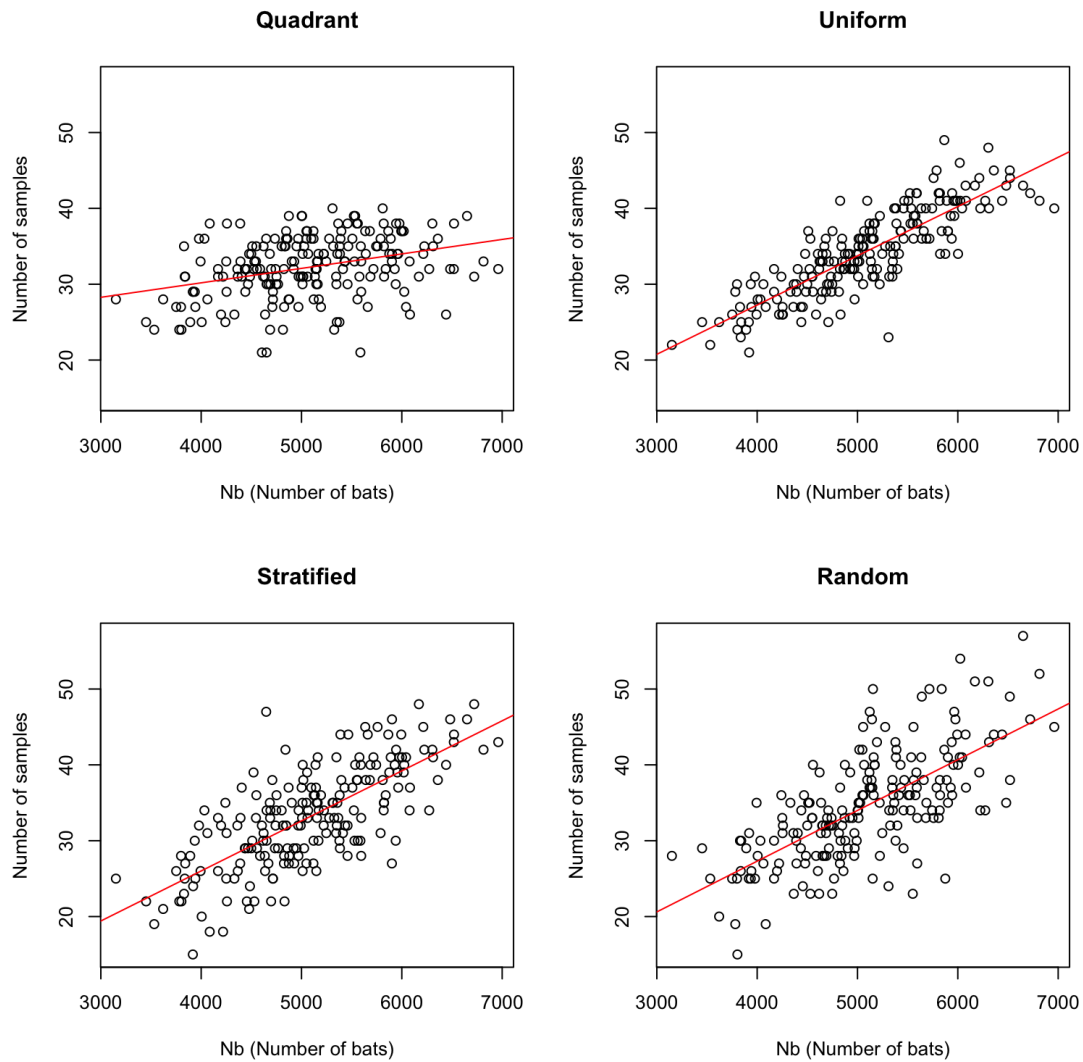 Quadrant
Number of samples
50
40
30
20
3000 4000 5000 6000 7000
Nb (Number of bats)
Uniform
Number of samples
50
40
30
20
3000 4000 5000 6000 7000
Nb (Number of bats)
Stratified
Number of samples
50
40
30
20
3000 4000 5000 6000 7000
Nb (Number of bats)
Random
Number of samples
50
40
30
20
3000 4000 5000 6000 7000
Nb (Number of bats)